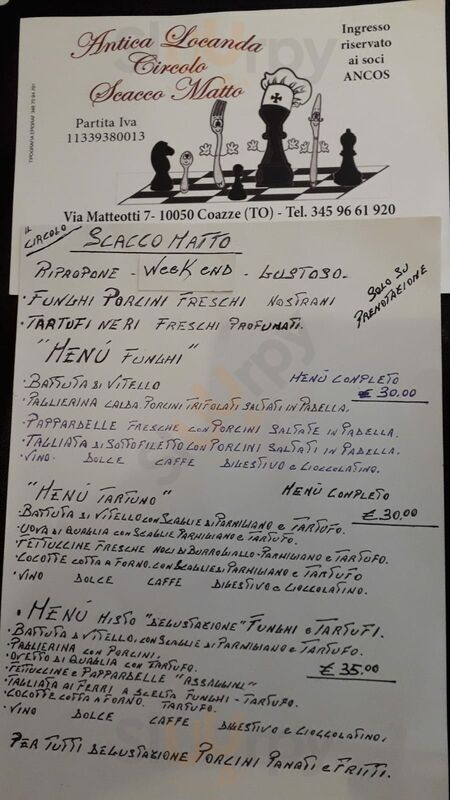 Antica Locanda
Circolo
Scacco Matto
Ingresso
riservato
ai soci
ANCOS
Partita Iva
11339380013
Via Matteotti 7- 10050 Coazze (TO) - Tel. 345 96 61 920
IL CIRCOLO SCACCO MATTO
RIPROPONE - WEEK END - GUSTOSO-
SOLO SU
PRENOTAZIONE
• FUNGHI PORCINI FRESCHI NOSTRANI
• TARTUFI NERI FRESCHI PROFUMATI.
"MENÚ FUNGHI"
MENÚ COMPLETO
€ 30.00
• BATTUTA DI VITELLO
• PAGLIERINA CALDA PORCINI TRIFOLATI SALTATI IN PADELLA.
• PAPPARDELLE FRESCHE CON PORCINI SALTATE IN PADELLA.
• TAGLIATA DI SOTTOFILETTO CON PORCINI SALTATI IN PADELLA.
• VINO DOLCE CAFFE DIGESTIVO e CIOCCOLATINO.
"MENÚ TARTUNO"
MENÚ COMPLETO
€ 30.00
• BATTUTA DI VITELLO CON SCAGLIE DI PARMIGIANO e TARTUFO.
• UOVA DI QUAGLIA CON SCAGLIE PARMIGIANO e TARTUFO.
• FETTUCCINE FRESCHE NOCI DI BURRO GIALLO-PARMIGIANO e TARTUFO.
COCOTTE COTTA A FORNO. CON SCAGLIE DI PARMIGIANO e TARTUFO
• VINO DOLCE CAFFE DIGESTIVO e CIOCCOLATINO.
• MENÚ MISTO "DEGUSTAZIONE" FUNGHI e TARTUFI.
• BATTUTA DI VITELLO, CON SCAGLIE DI PARMIGIANO e TARTUFO.
PAGLIERINA CON PORCINI,
• OVETTO DI QUAGLIA CON TARTUFO.
€ 35.00
• FETTUCCINE e PAPPARDELLE "ASSAGGINI"
TAGLIATA AI FERRI A SCELTA FUNGHI - TARTUFO.
• COCOTTE COTTA A FORNO. TARTUFO.
• VINO DOLCE CAFFE DIGESTIVO e CIOCCOLATINO.
PER TUTTI DEGUSTAZIONE PORCINI PANATI e FRITTI.